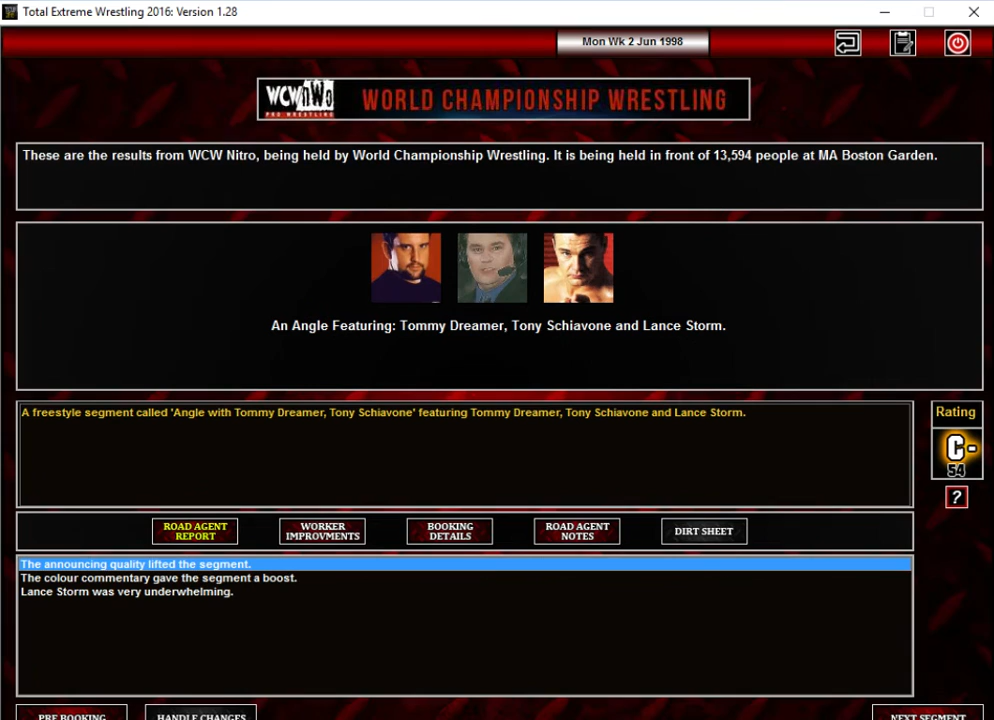 Total Extreme Wrestling 2016: Version 1.28
Mon Wk 2 Jun 1998
WCW nWo
PRO WRESTLING
WORLD CHAMPIONSHIP WRESTLING
These are the results from WCW Nitro, being held by World Championship Wrestling. It is being held in front of 13,594 people at MA Boston Garden.
An Angle Featuring: Tommy Dreamer, Tony Schiavone and Lance Storm.
A freestyle segment called 'Angle with Tommy Dreamer, Tony Schiavone' featuring Tommy Dreamer, Tony Schiavone and Lance Storm.
Rating
C-
54
?
ROAD AGENT
REPORT
WORKER
IMPROVMENTS
BOOKING
DETAILS
ROAD AGENT
NOTES
DIRT SHEET
The announcing quality lifted the segment.
The colour commentary gave the segment a boost.
Lance Storm was very underwhelming.
PRE BOOKING
HANDLE CHANGES
NEXT SEGMENT